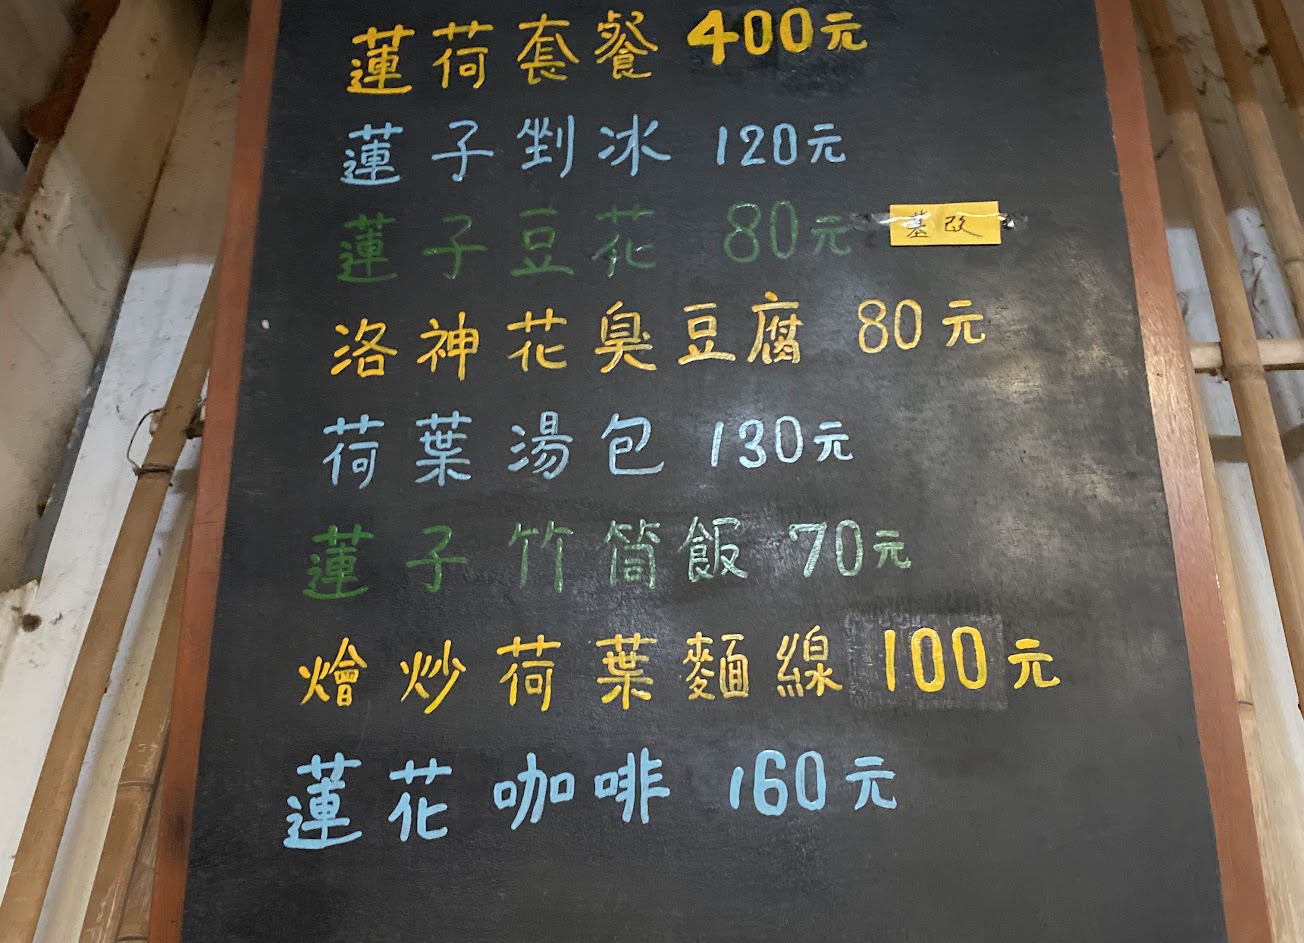 蓮荷套餐 400元
蓮子剉冰 120元
蓮子豆花 80元 基改
洛神花臭豆腐 80元
荷葉湯包 130元
蓮子竹筒飯 70元
燴炒荷葉麵線 100元
蓮花咖啡 160元